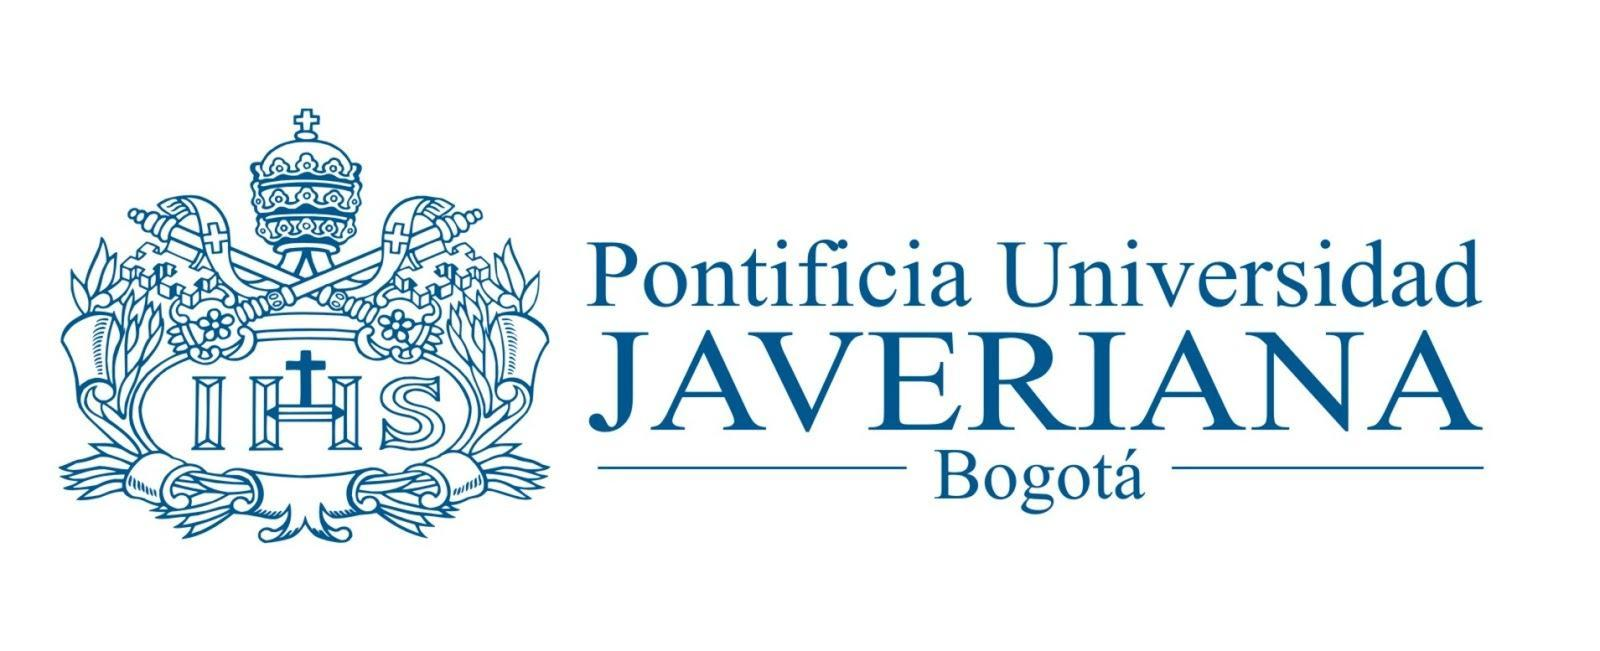 IHS
Pontificia Universidad
JAVERIANA
Bogotá